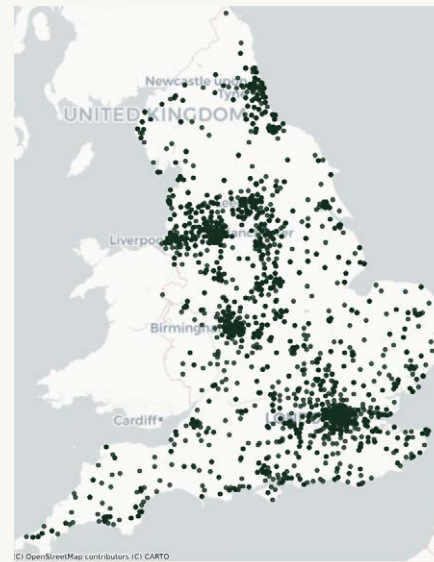 Newcastle upon
Tyne
UNITED KINGDOM
Liverpool
Birmingham
Cardiff
(C) OpenStreetMap contributors (C) CARTO